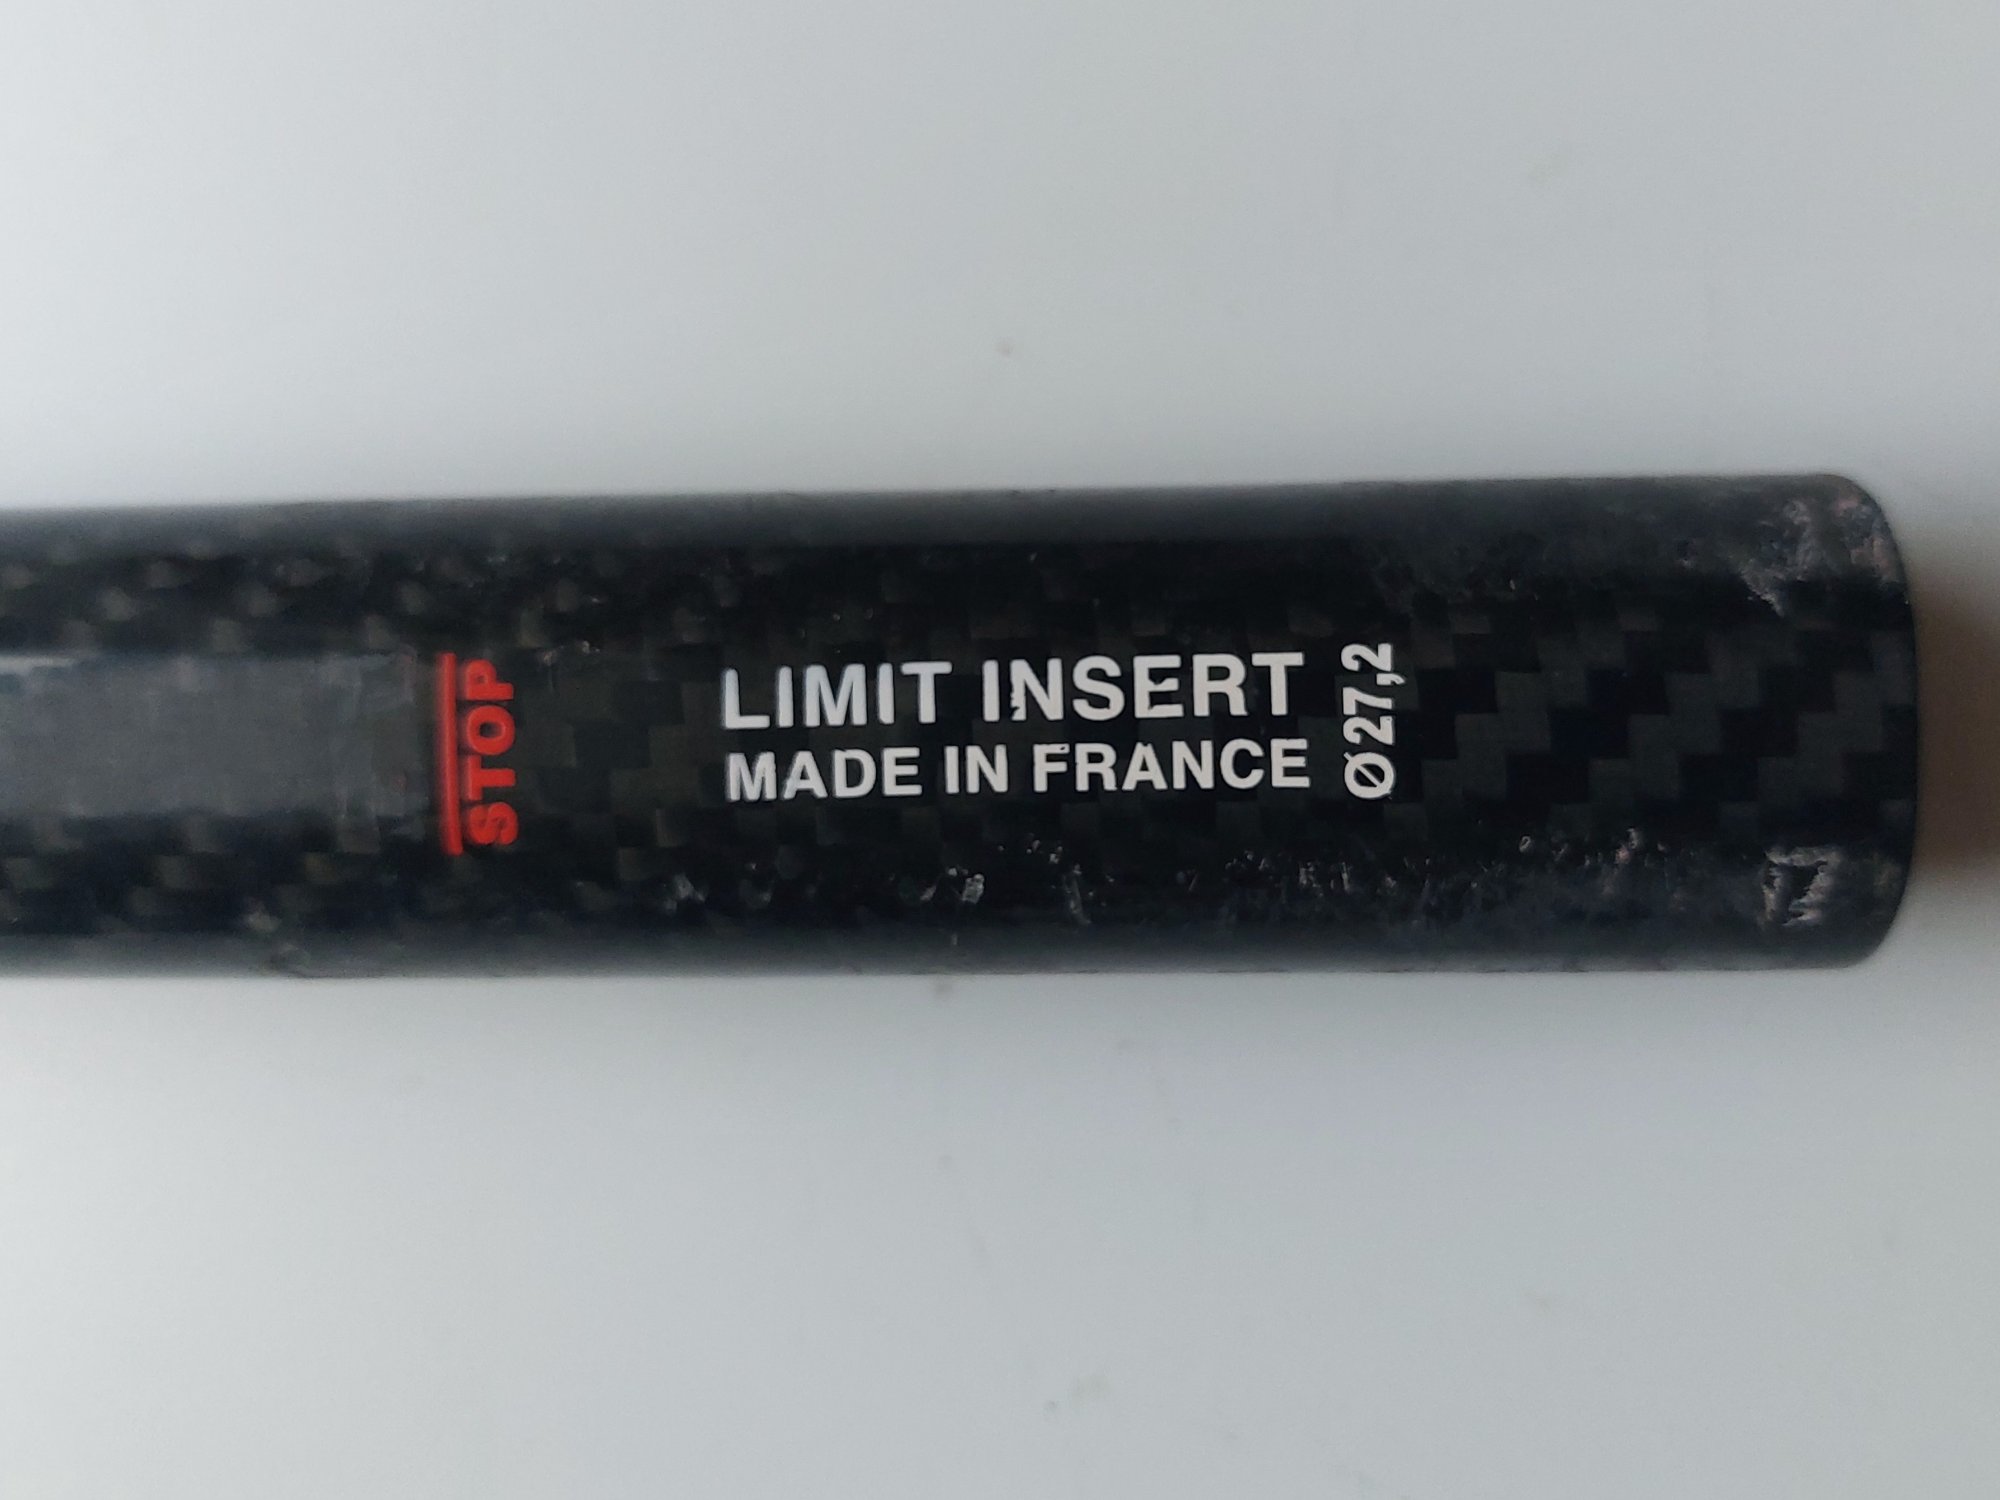 STOP
LIMIT INSERT
MADE IN FRANCE
Ø27,2